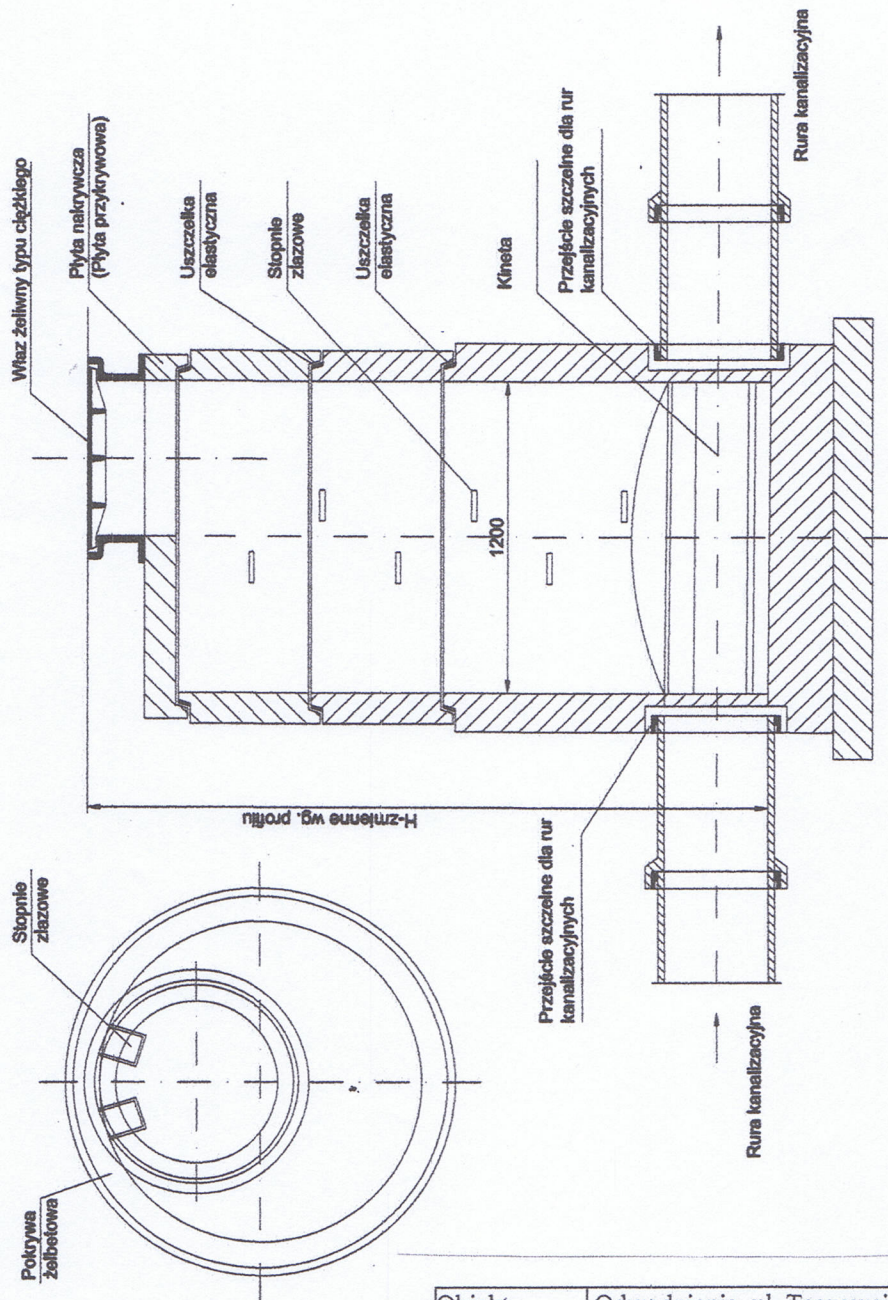 Właz żeliwny typu ciężkiego
Płyta nakrywcza
(Płyta przykrywowa)
Uszczelka
elastyczna
Stopnie
złazowe
Uszczelka
elastyczna
Kineta
Przejście szczelne dla rur
kanalizacyjnych
Rura kanalizacyjna
1200
H-zmienne wg. profilu
Stopnie
złazowe
Pokrywa
żelbetowa
Przejście szczelne dla rur
kanalizacyjnych
Rura kanalizacyjna